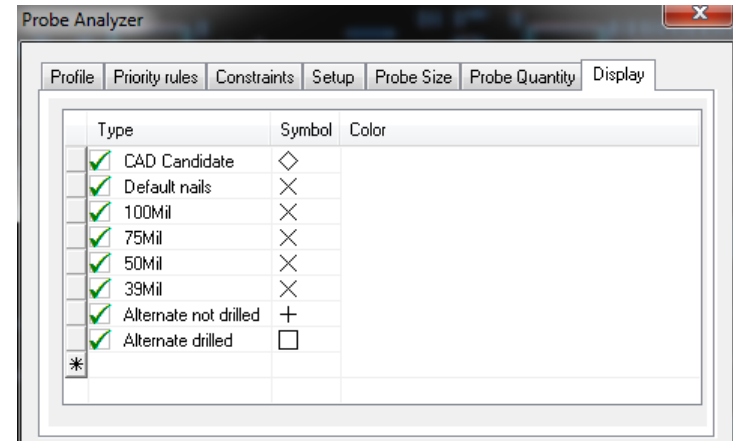 Probe Analyzer
Profile Priority rules Constraints Setup Probe Size Probe Quantity Display
Type Symbol Color
CAD Candidate
Default nails
100Mil
75Mil
50Mil
39Mil
Alternate not drilled
Alternate drilled